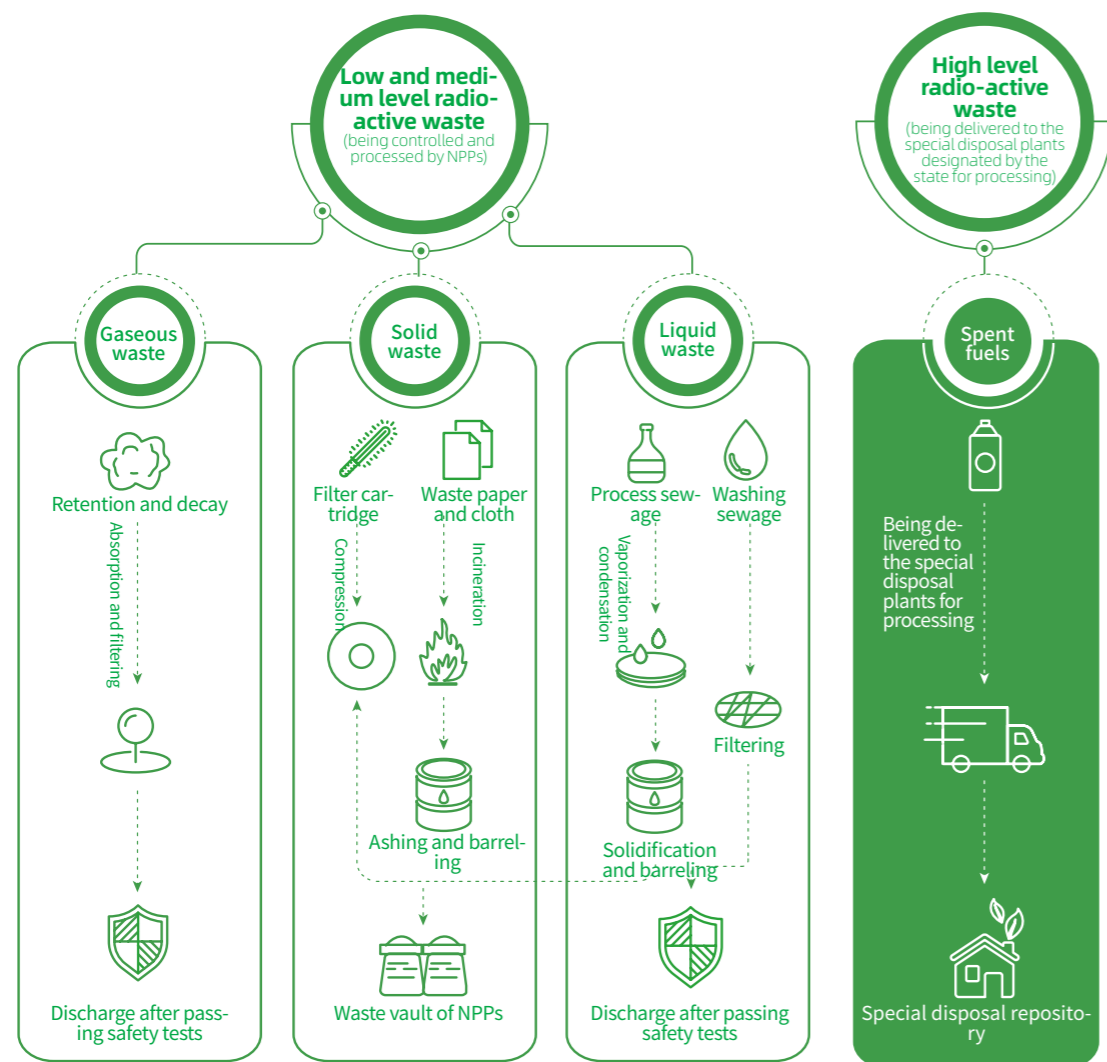 Low and medi-
um level radio-
active waste
(being controlled and
processed by NPPs)
High level
radio-active
waste
(being delivered to the
special disposal plants
designated by the
state for processing)
Gaseous
waste
Retention and decay
Absorption and filtering
Discharge after pass-
ing safety tests
Solid
waste
Filter car-
tridge
Waste paper
and cloth
Compression
Incineration
Ashing and barrel-
ing
Waste vault of NPPs
Liquid
waste
Process sew-
age
Washing
sewage
Vaporization and
condensation
Filtering
Solidification
and barreling
Discharge after passing
safety tests
Spent
fuels
Being de-
livered to
the special
disposal
plants for
processing
Special disposal reposito-
ry